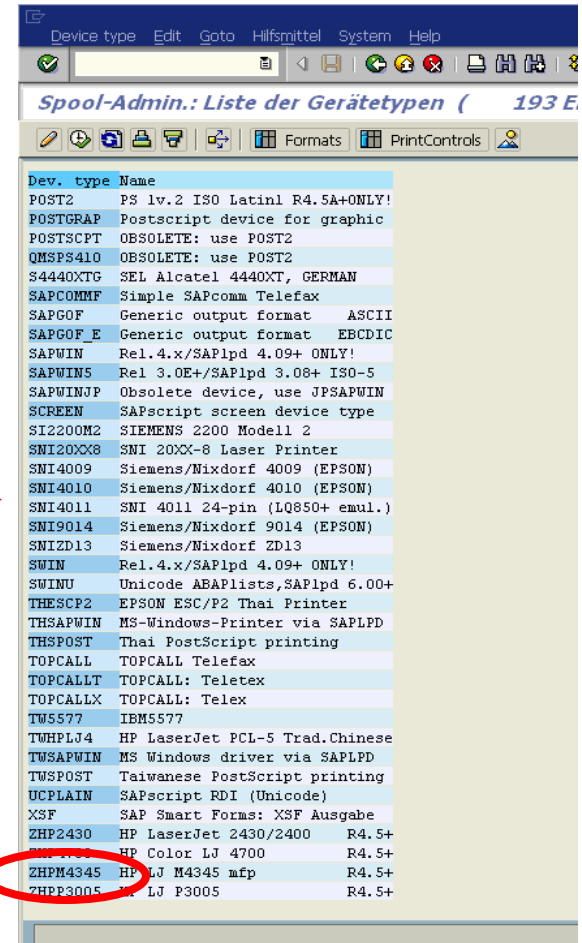 Device type Edit Goto Hilfsmittel System Help
Spool-Admin.: Liste der Gerätetypen ( 193
Formats PrintControls
Dev. type Name
POST2 PS lv.2 ISO Latin1 R4.5A+ONLY!
POSTGRAP Postscript device for graphic
POSTSCPT OBSOLETE: use POST2
QMSPS410 OBSOLETE: use POST2
S4440XTG SEL Alcatel 4440XT, GERMAN
SAPCOMMF Simple SAPcomm Telefax
SAPGOF Generic output format ASCII
SAPGOF_E Generic output format EBCDIC
SAPWIN Rel.4.x/SAPlpd 4.09+ ONLY!
SAPWIN5 Rel 3.0E+/SAPlpd 3.08+ ISO-5
SAPWINJP Obsolete device, use JPSAPWIN
SCREEN SAPscript screen device type
SI2200M2 SIEMENS 2200 Modell 2
SNI20XX8 SNI 20XX-8 Laser Printer
SNI4009 Siemens/Nixdorf 4009 (EPSON)
SNI4010 Siemens/Nixdorf 4010 (EPSON)
SNI4011 SNI 4011 24-pin (LQ850+ emul.)
SNI9014 Siemens/Nixdorf 9014 (EPSON)
SNIZD13 Siemens/Nixdorf ZD13
SWIN Rel.4.x/SAPlpd 4.09+ ONLY!
SWINU Unicode ABAPlists,SAPlpd 6.00+
THESCP2 EPSON ESC/P2 Thai Printer
THSAPWIN MS-Windows-Printer via SAPLPD
THSPOST Thai PostScript printing
TOPCALL TOPCALL Telefax
TOPCALLT TOPCALL: Teletex
TOPCALLX TOPCALL: Telex
TW5577 IBM5577
TWHPLJ4 HP LaserJet PCL-5 Trad.Chinese
TWSAPWIN MS Windows driver via SAPLPD
TWSPOST Taiwanese PostScript printing
UCPLAIN SAPscript RDI (Unicode)
XSF SAP Smart Forms: XSF Ausgabe
ZHP2430 HP LaserJet 2430/2400 R4.5+
HP Color LJ 4700 R4.5+
ZHPM4345 HP LJ M4345 mfp R4.5+
ZHPP3005 LJ P3005 R4.5+